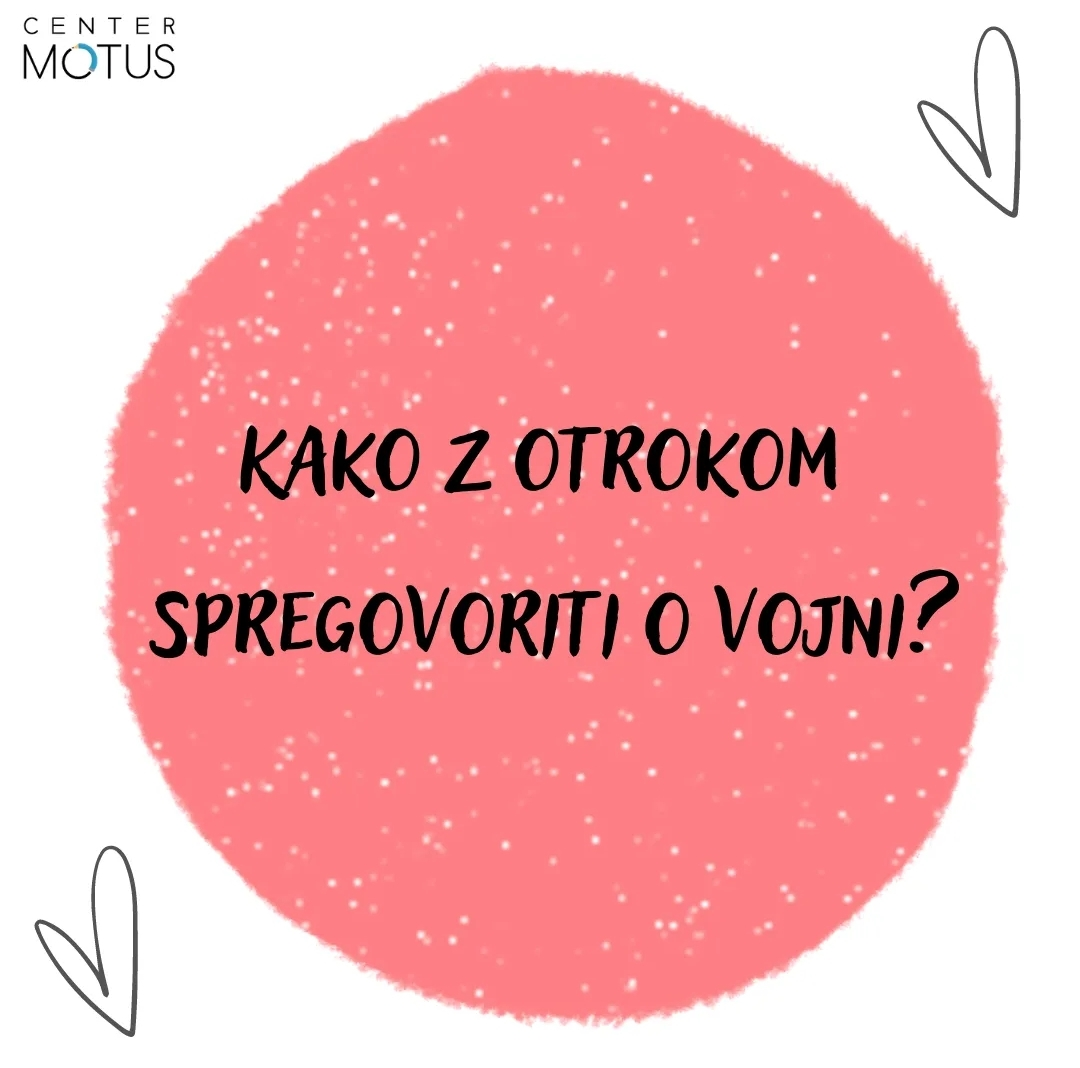 CENTER
MOTUS
KAKO Z OTROKOM
SPREGOVORITI O VOJNI?